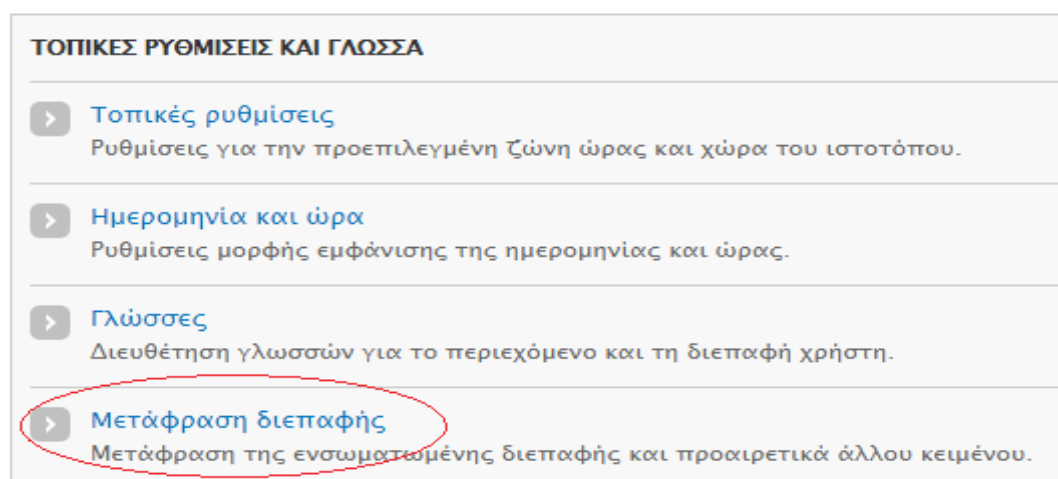 ΤΟΠΙΚΕΣ ΡΥΘΜΙΣΕΙΣ ΚΑΙ ΓΛΩΣΣΑ
Τοπικές ρυθμίσεις
Ρυθμίσεις για την προεπιλεγμένη ζώνη ώρας και χώρα του ιστοτόπου.
Ημερομηνία και ώρα
Ρυθμίσεις μορφής εμφάνισης της ημερομηνίας και ώρας.
Γλώσσες
Διευθέτηση γλωσσών για το περιεχόμενο και τη διεπαφή χρήστη.
Μετάφραση διεπαφής
Μετάφραση της ενσωματωμένης διεπαφής και προαιρετικά άλλου κειμένου.